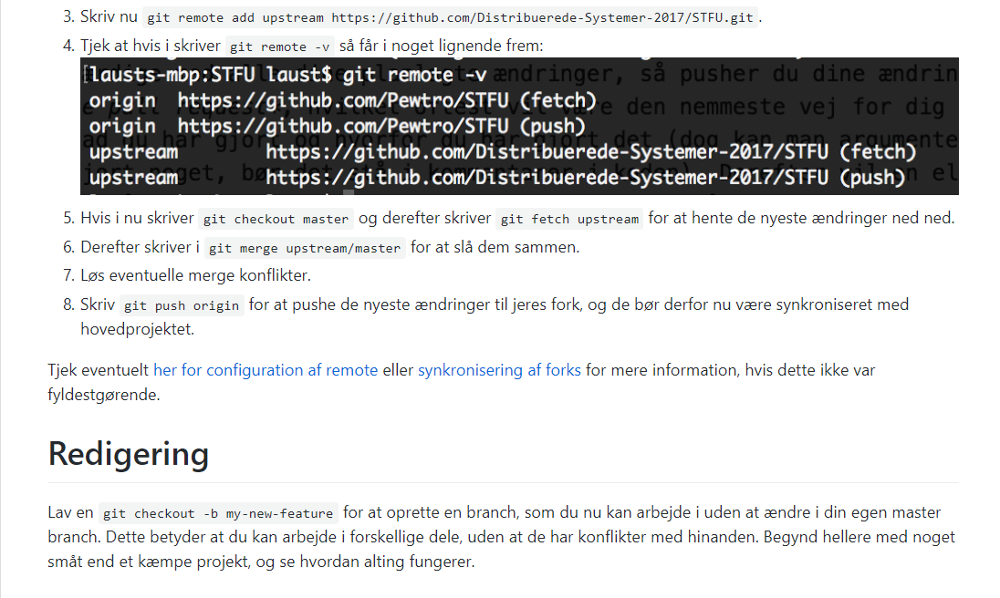 3. Skriv nu git remote add upstream https://github.com/Distribuerede-Systemer-2017/STFU.git.
4. Tjek at hvis i skriver git remote -v så får i noget lignende frem:
lausts-mbp:STFU laust$ git remote -v
origin https://github.com/Pewtro/STFU (fetch)
origin https://github.com/Pewtro/STFU (push)
upstream https://github.com/Distribuerede-Systemer-2017/STFU (fetch)
upstream https://github.com/Distribuerede-Systemer-2017/STFU (push)
5. Hvis i nu skriver git checkout master og derefter skriver git fetch upstream for at hente de nyeste ændringer ned ned.
6. Derefter skriver i git merge upstream/master for at slå dem sammen.
7. Løs eventuelle merge konflikter.
8. Skriv git push origin for at pushe de nyeste ændringer til jeres fork, og de bør derfor nu være synkroniseret med
hovedprojektet.
Tjek eventuelt her for configuration af remote eller synkronisering af forks for mere information, hvis dette ikke var
fyldestgørende.
Redigering
Lav en git checkout -b my-new-feature for at oprette en branch, som du nu kan arbejde i uden at ændre i din egen master
branch. Dette betyder at du kan arbejde i forskellige dele, uden at de har konflikter med hinanden. Begynd hellere med noget
småt end et kæmpe projekt, og se hvordan alting fungerer.